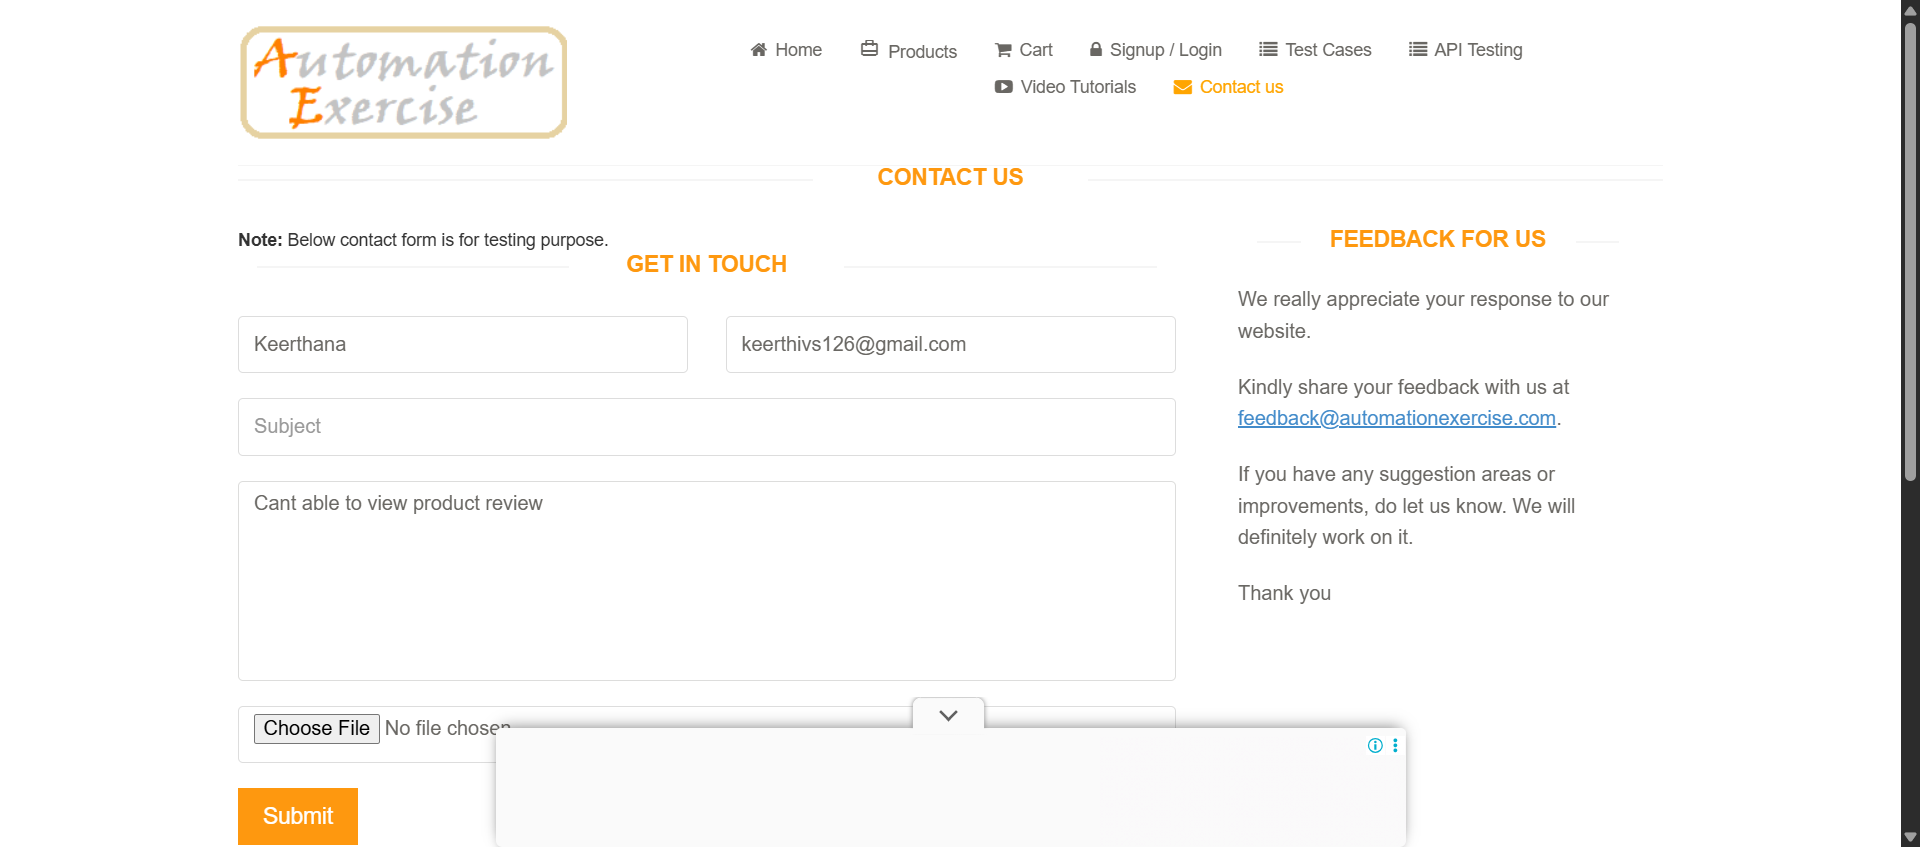 Automation
Exercise
Home Products Cart Signup / Login Test Cases API Testing
Video Tutorials Contact us
CONTACT US
Note: Below contact form is for testing purpose.
GET IN TOUCH
Keerthana keerthivs126@gmail.com
Subject
Cant able to view product review
Choose File No file chosen
Submit
FEEDBACK FOR US
We really appreciate your response to our
website.
Kindly share your feedback with us at
feedback@automationexercise.com.
If you have any suggestion areas or
improvements, do let us know. We will
definitely work on it.
Thank you